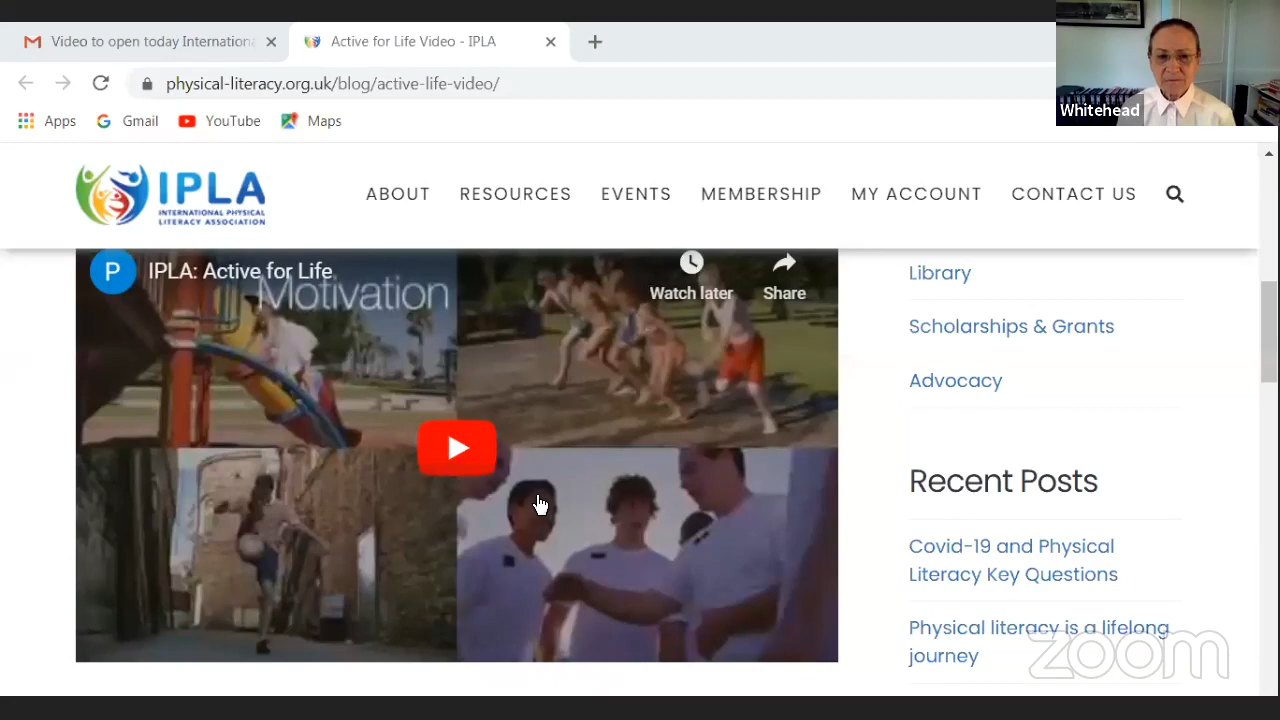 Video to open today Internationa
Active for Life Video - IPLA
physical-literacy.org.uk/blog/active-life-video/
Apps
Gmail
YouTube
Maps
Whitehead
IPLA
INTERNATIONAL PHYSICAL
LITERACY ASSOCIATION
ABOUT
RESOURCES
EVENTS
MEMBERSHIP
MY ACCOUNT
CONTACT US
P
IPLA: Active for Life
Motivation
Watch later
Share
Library
Scholarships & Grants
Advocacy
Recent Posts
Covid-19 and Physical
Literacy Key Questions
Physical literacy is a lifelong
journey
zoom